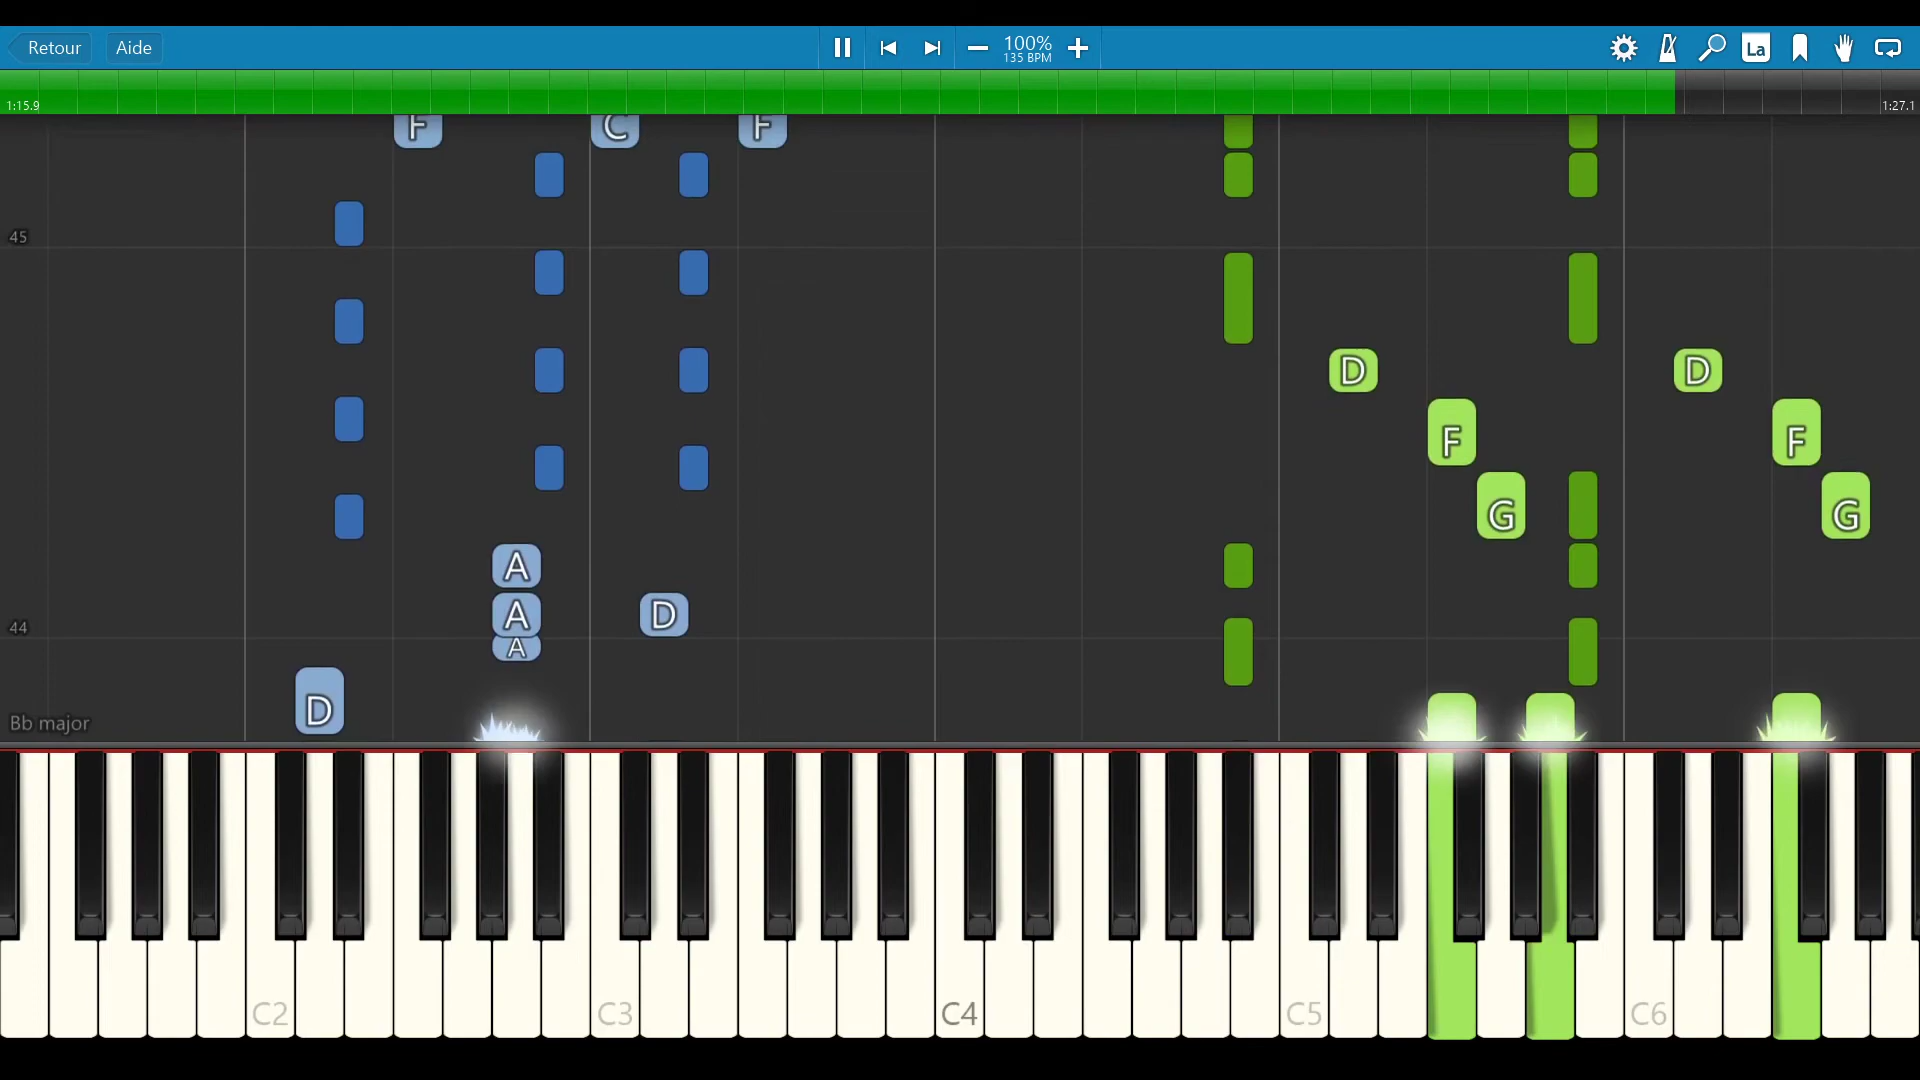 Retour Aide 100% La
135 BPM
1:15.9 1:27.1
F C F
45
D D
F F
G G
A
A D
44
A
D
Bb major
C2 C3 C4 C5 C6